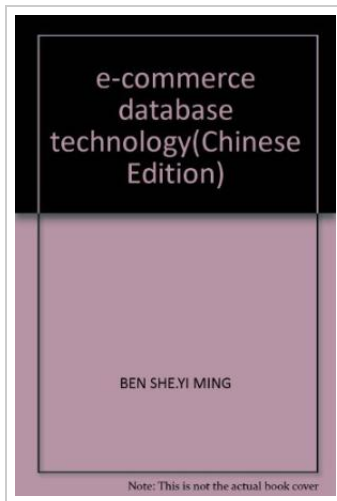 e-commerce
database
technology(Chinese
Edition)
BEN SHE.YI MING
Note: This is not the actual book cover